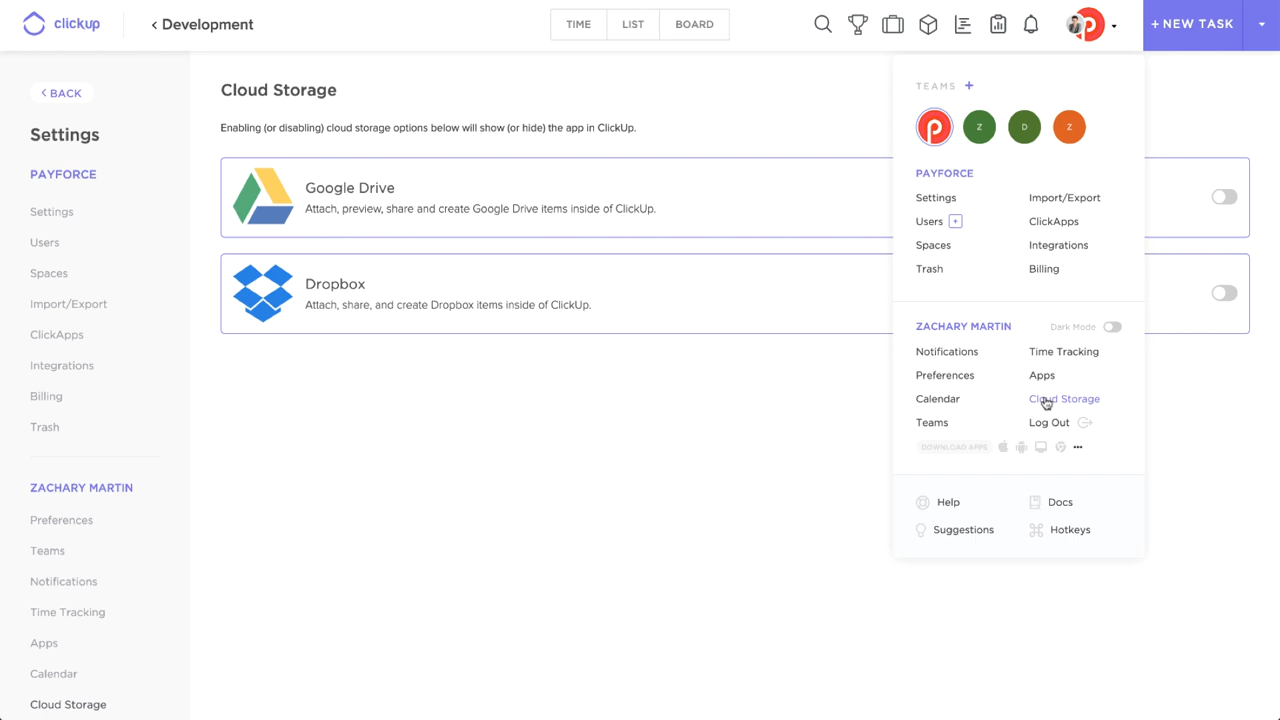 clickup
< Development
TIME LIST BOARD
+ NEW TASK
< BACK
Settings
PAYFORCE
Settings
Users
Spaces
Import/Export
ClickApps
Integrations
Billing
Trash
ZACHARY MARTIN
Preferences
Teams
Notifications
Time Tracking
Apps
Calendar
Cloud Storage
Cloud Storage
Enabling (or disabling) cloud storage options below will show (or hide) the app in ClickUp.
Google Drive
Attach, preview, share and create Google Drive items inside of ClickUp.
Dropbox
Attach, share, and create Dropbox items inside of ClickUp.
TEAMS +
P Z D Z
PAYFORCE
Settings Import/Export
Users + ClickApps
Spaces Integrations
Trash Billing
ZACHARY MARTIN Dark Mode
Notifications Time Tracking
Preferences Apps
Calendar Cloud Storage
Teams Log Out
DOWNLOAD APPS
Help Docs
Suggestions Hotkeys